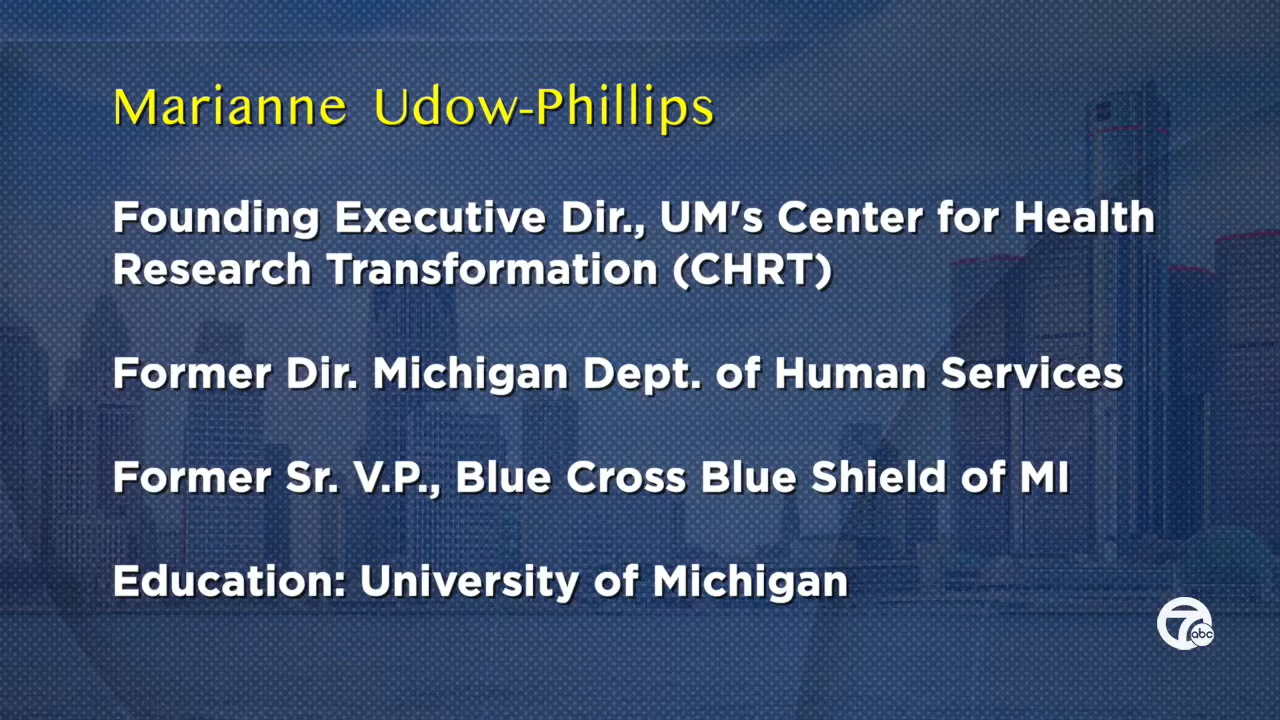 Marianne Udow-Phillips
Founding Executive Dir., UM's Center for Health
Research Transformation (CHRT)
Former Dir. Michigan Dept. of Human Services
Former Sr. V.P., Blue Cross Blue Shield of MI
Education: University of Michigan
7 abc